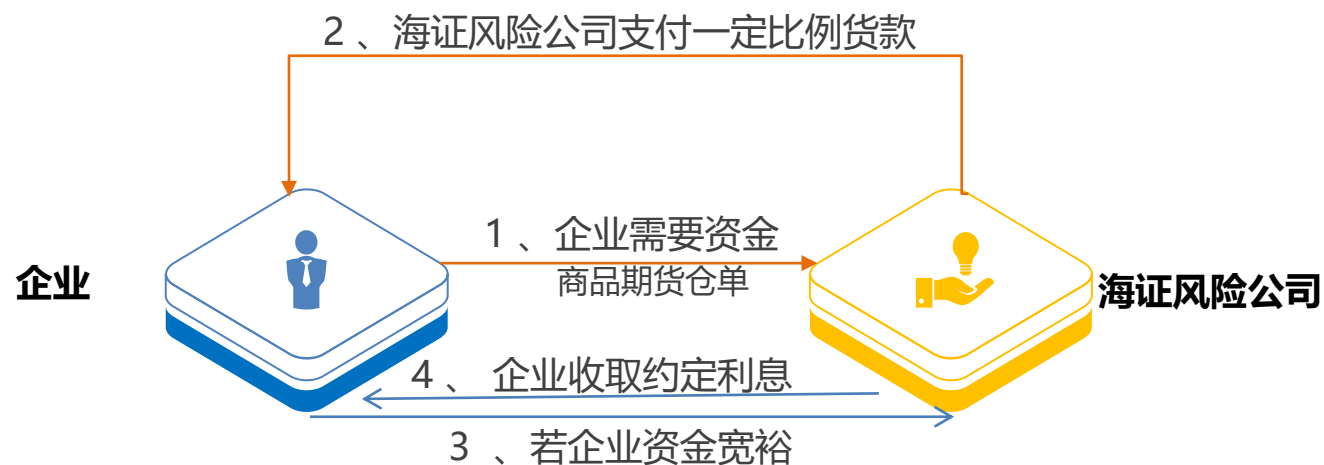 2 、海证风险公司支付一定比例货款
1 、企业需要资金
商品期货仓单
企业
海证风险公司
4 、 企业收取约定利息
3 、若企业资金宽裕